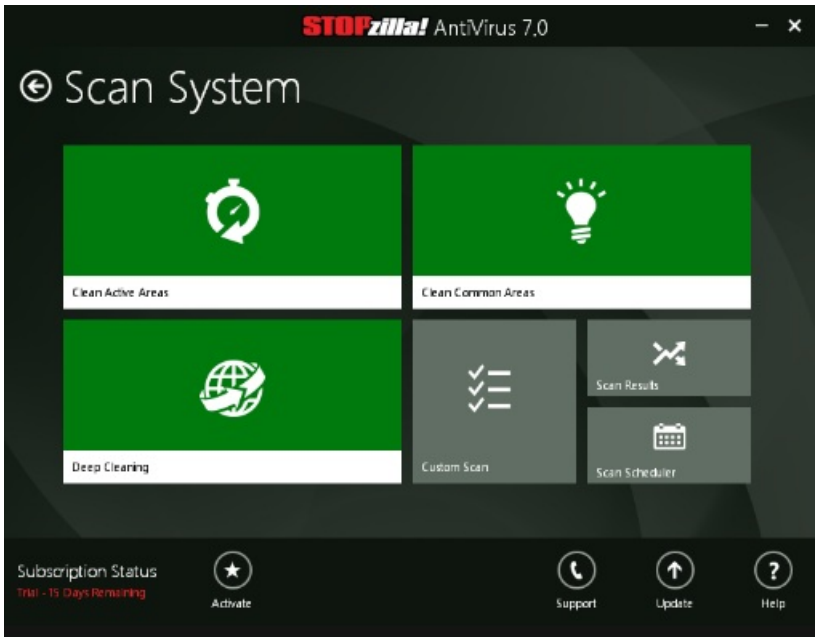 STOPzilla! AntiVirus 7.0
Scan System
Clean Active Areas
Clean Common Areas
Deep Cleaning
Custom Scan
Scan Results
Scan Scheduler
Subscription Status
Trial - 15 Days Remaining
Activate
Support
Update
Help